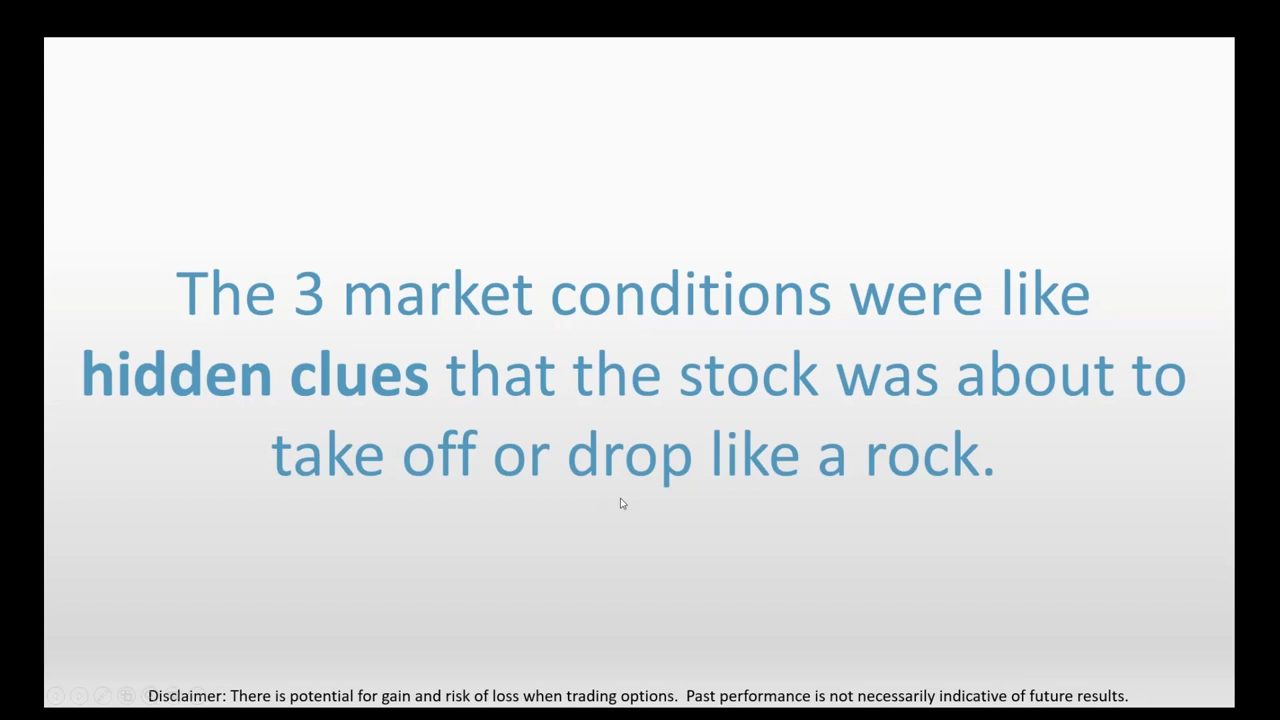 The 3 market conditions were like
hidden clues that the stock was about to
take off or drop like a rock.
Disclaimer: There is potential for gain and risk of loss when trading options.  Past performance is not necessarily indicative of future results.